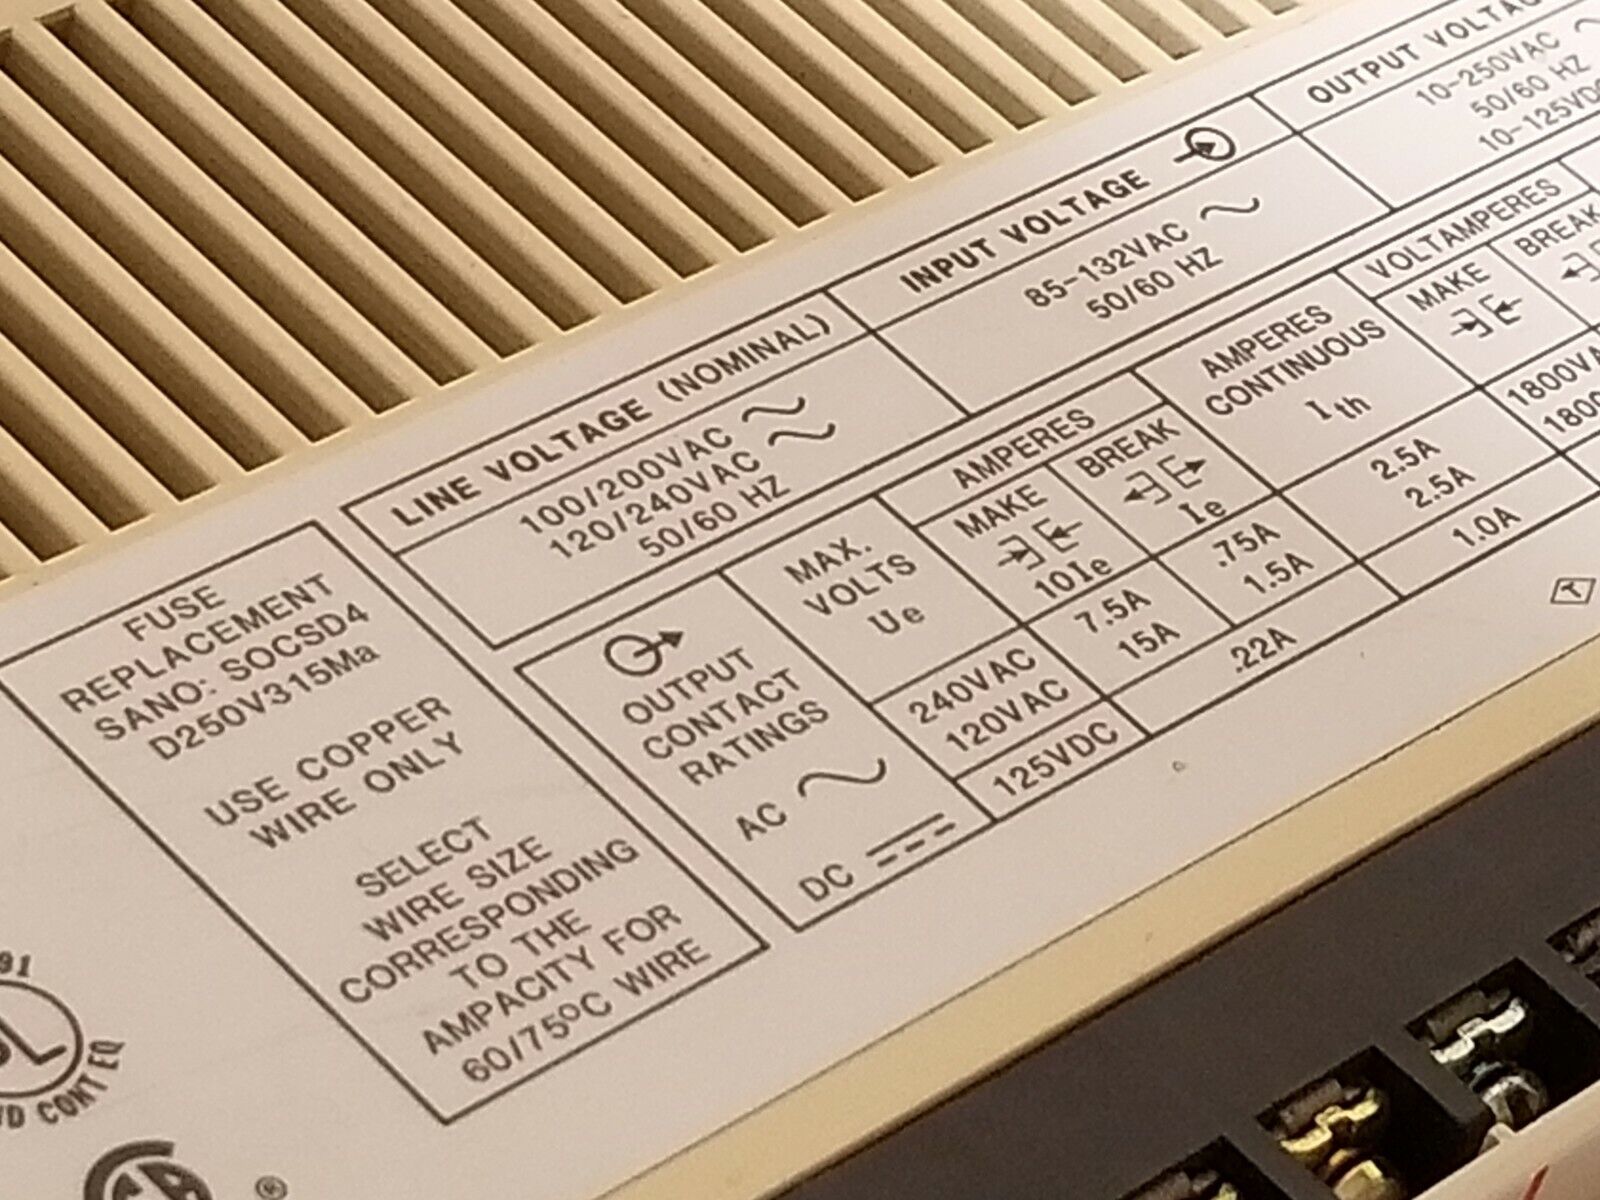 OUTPUT
10-250VAC
50/60 HZ
10-125VDC
INPUT VOLTAGE
85-132VAC
50/60 HZ
LINE VOLTAGE (NOMINAL)
100/200VAC
120/240VAC
50/60 HZ
FUSE
REPLACEMENT
SANO: SOCSD4
D250V315Ma
USE COPPER
WIRE ONLY
SELECT
WIRE SIZE
CORRESPONDING
TO THE
AMPACITY FOR
60/75°C WIRE
OUTPUT
CONTACT
RATINGS
AC
DC
MAX.
VOLTS
Ue
240VAC
120VAC
125VDC
AMPERES
MAKE
10Ie
7.5A
15A
BREAK
Ie
.75A
1.5A
.22A
AMPERES
CONTINUOUS
Ith
2.5A
2.5A
1.0A
VOLTAMPERES
MAKE
BREAK
1800VA
91
CONT EQ
®